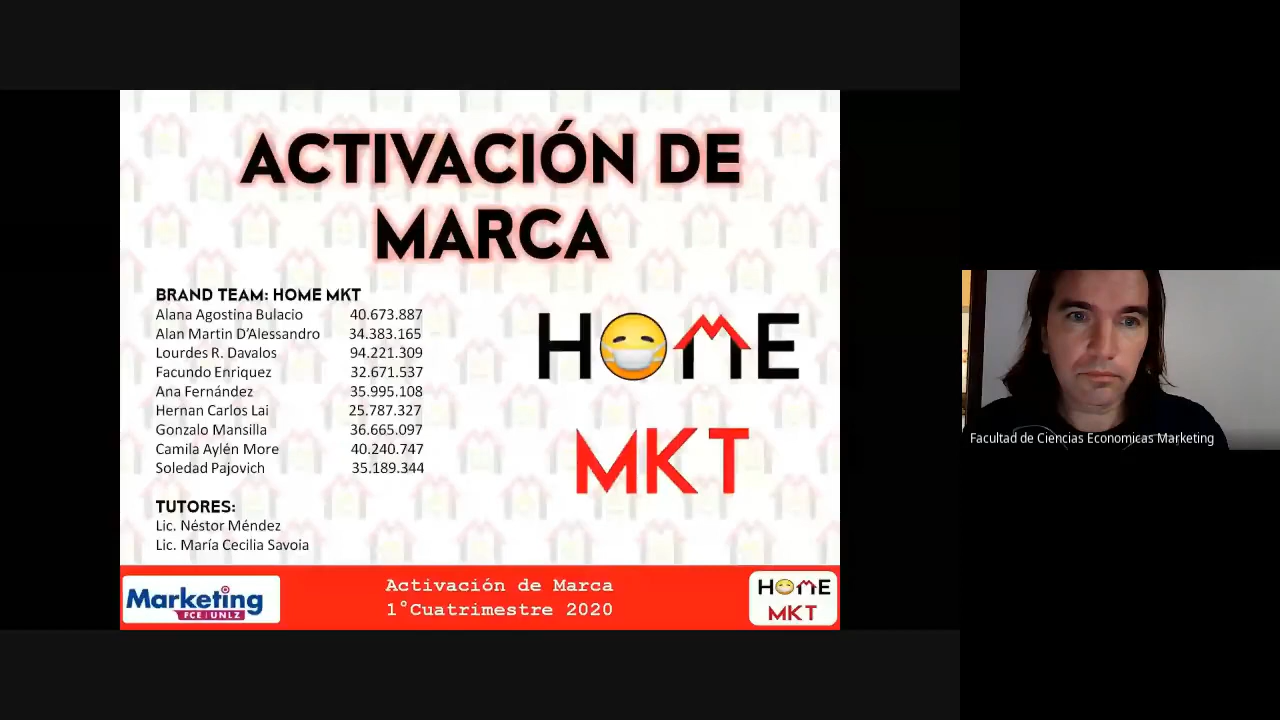 ACTIVACIÓN DE
MARCA
BRAND TEAM: HOME MKT
Alana Agostina Bulacio 40.673.887
Alan Martin D'Alessandro 34.383.165
Lourdes R. Davalos 94.221.309
Facundo Enriquez 32.671.537
Ana Fernández 35.995.108
Hernan Carlos Lai 25.787.327
Gonzalo Mansilla 36.665.097
Camila Aylén More 40.240.747
Soledad Pajovich 35.189.344
TUTORES:
Lic. Néstor Méndez
Lic. María Cecilia Savoia
HOME
MKT
Marketing
FCE | UNLZ
Activación de Marca
1°Cuatrimestre 2020
HOME
MKT
Facultad de Ciencias Economicas Marketing